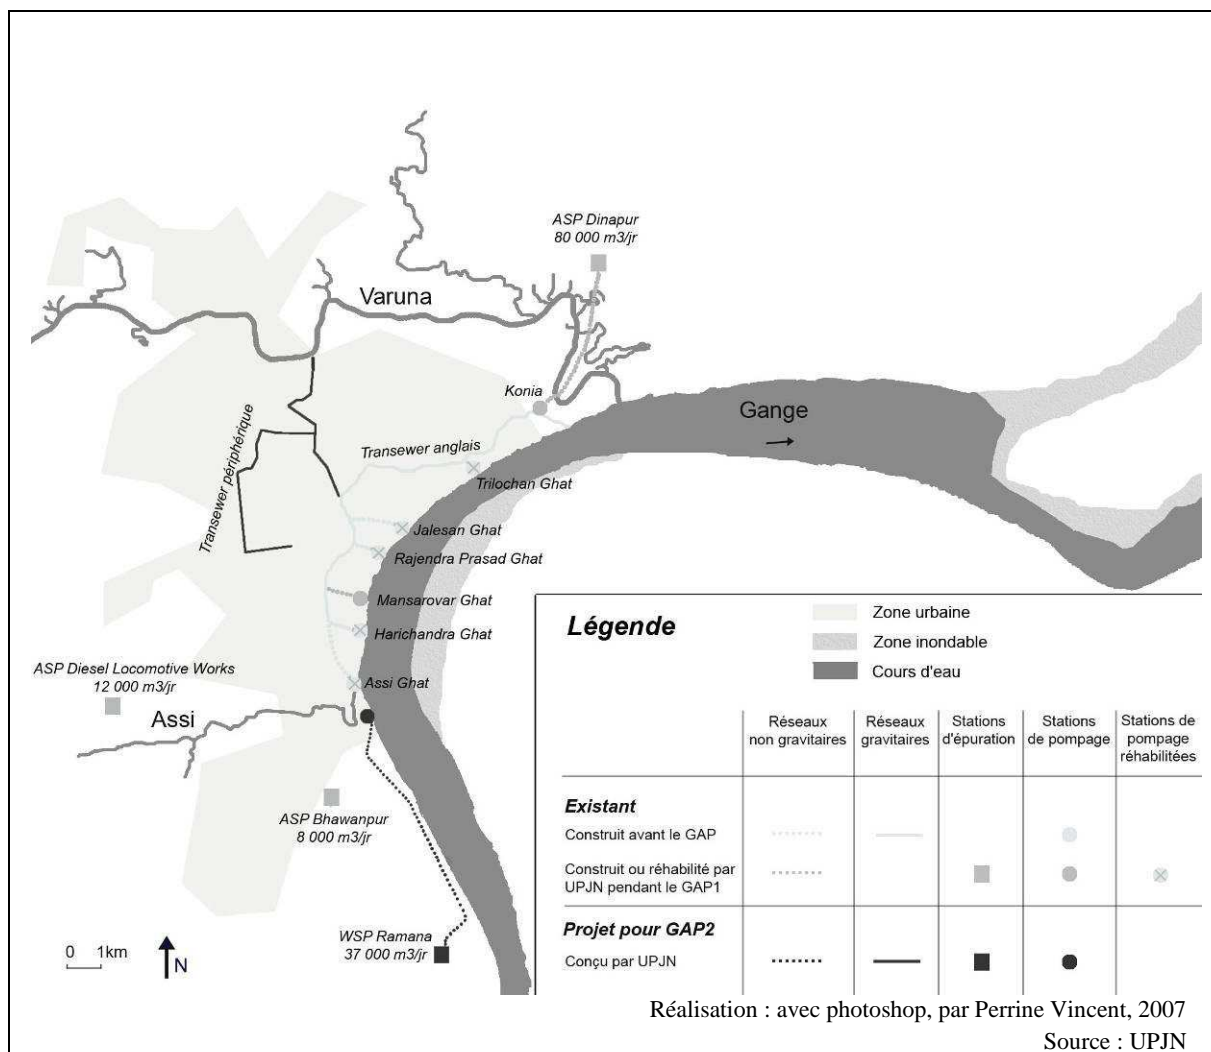 ASP Dinapur
80 000 m3/jr
Varuna
Konia
Gange
Transewer anglais
Transewer périphérique
Trilochan Ghat
Jalesan Ghat
Rajendra Prasad Ghat
Mansarovar Ghat
Harichandra Ghat
ASP Diesel Locomotive Works
12 000 m3/jr
Assi Ghat
Assi
ASP Bhawanpur
8 000 m3/jr
WSP Ramana
37 000 m3/jr
0 1km
N
Légende
Zone urbaine
Zone inondable
Cours d'eau
Réseaux
non gravitaires
Réseaux
gravitaires
Stations
d'épuration
Stations
de pompage
Stations de
pompage
réhabilitées
Existant
Construit avant le GAP
Construit ou réhabilité par
UPJN pendant le GAP1
Projet pour GAP2
Conçu par UPJN
Réalisation : avec photoshop, par Perrine Vincent, 2007
Source : UPJN